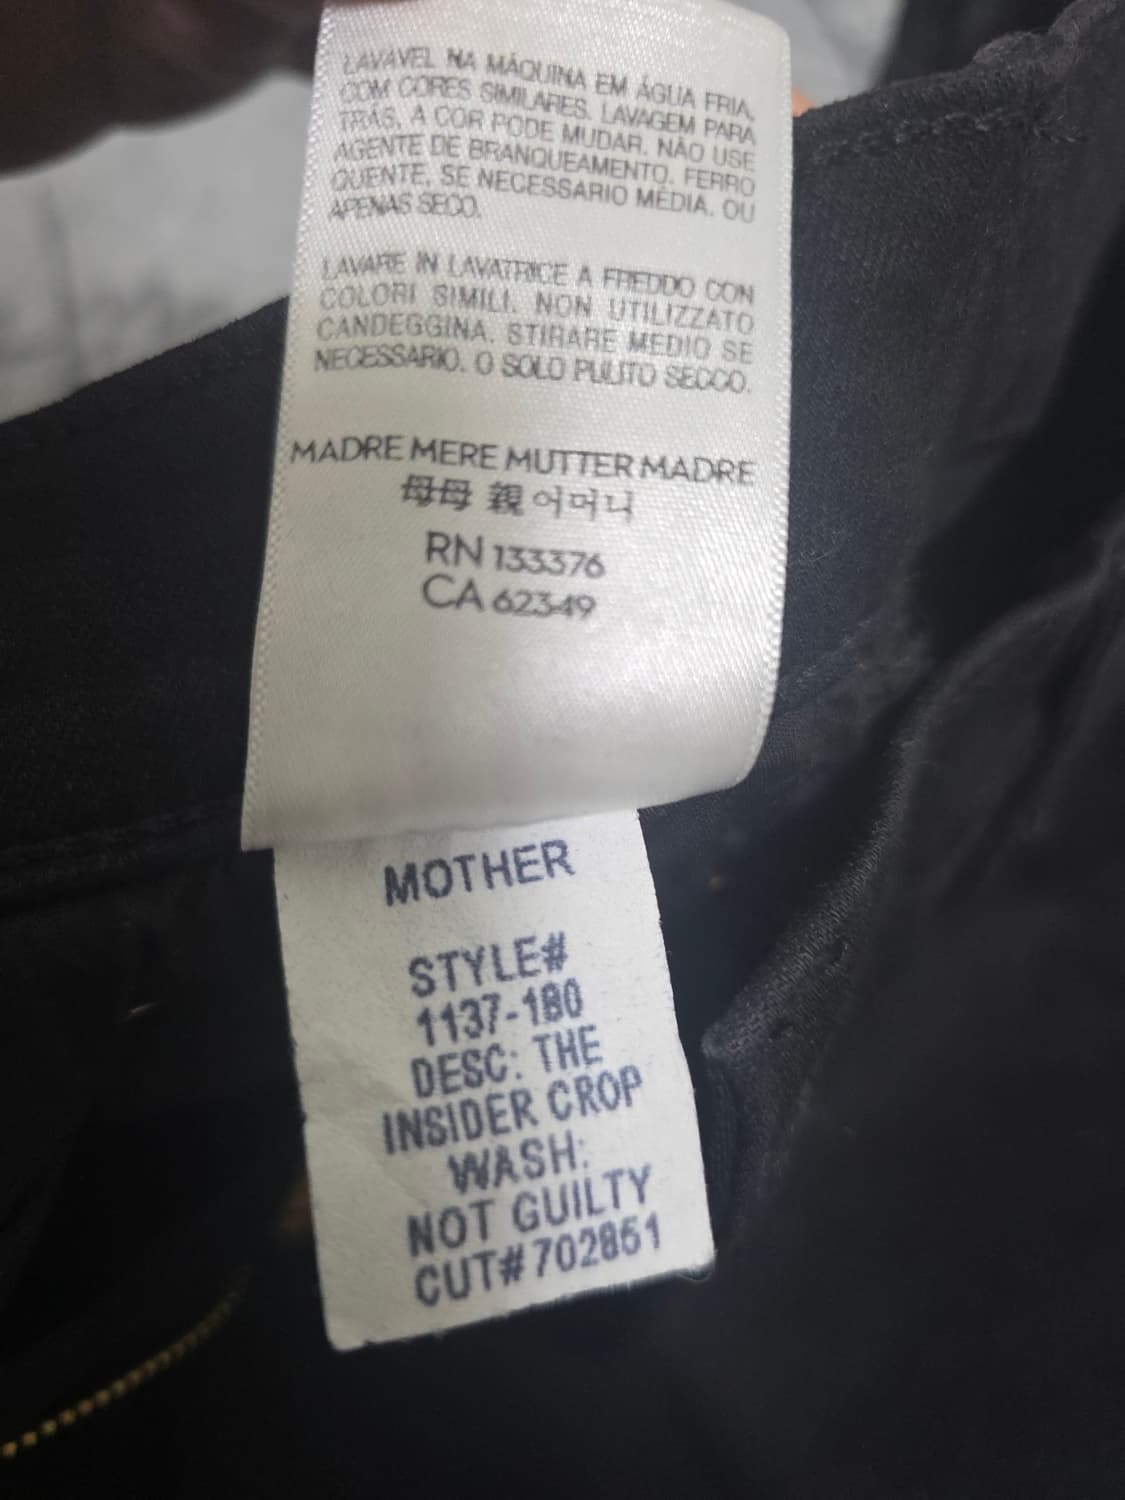 LAVAVEL NA MÁQUINA EM ÁGUA FRIA,
COM CORES SIMILARES. LAVAGEM PARA
TRÁS, A COR PODE MUDAR. NÃO USE
AGENTE DE BRANQUEAMENTO. FERRO
QUENTE, SE NECESSARIO MÉDIA. OU
APENAS SECO.
LAVARE IN LAVATRICE A FREDDO CON
COLORI SIMILI. NON UTILIZZATO
CANDEGGINA. STIRARE MEDIO SE
NECESSARIO. O SOLO PULITO SECCO.
MADRE MERE MUTTER MADRE
母母 親 어머니
RN 133376
CA 62349
MOTHER
STYLE#
1137-180
DESC: THE
INSIDER CROP
WASH:
NOT GUILTY
CUT#702851